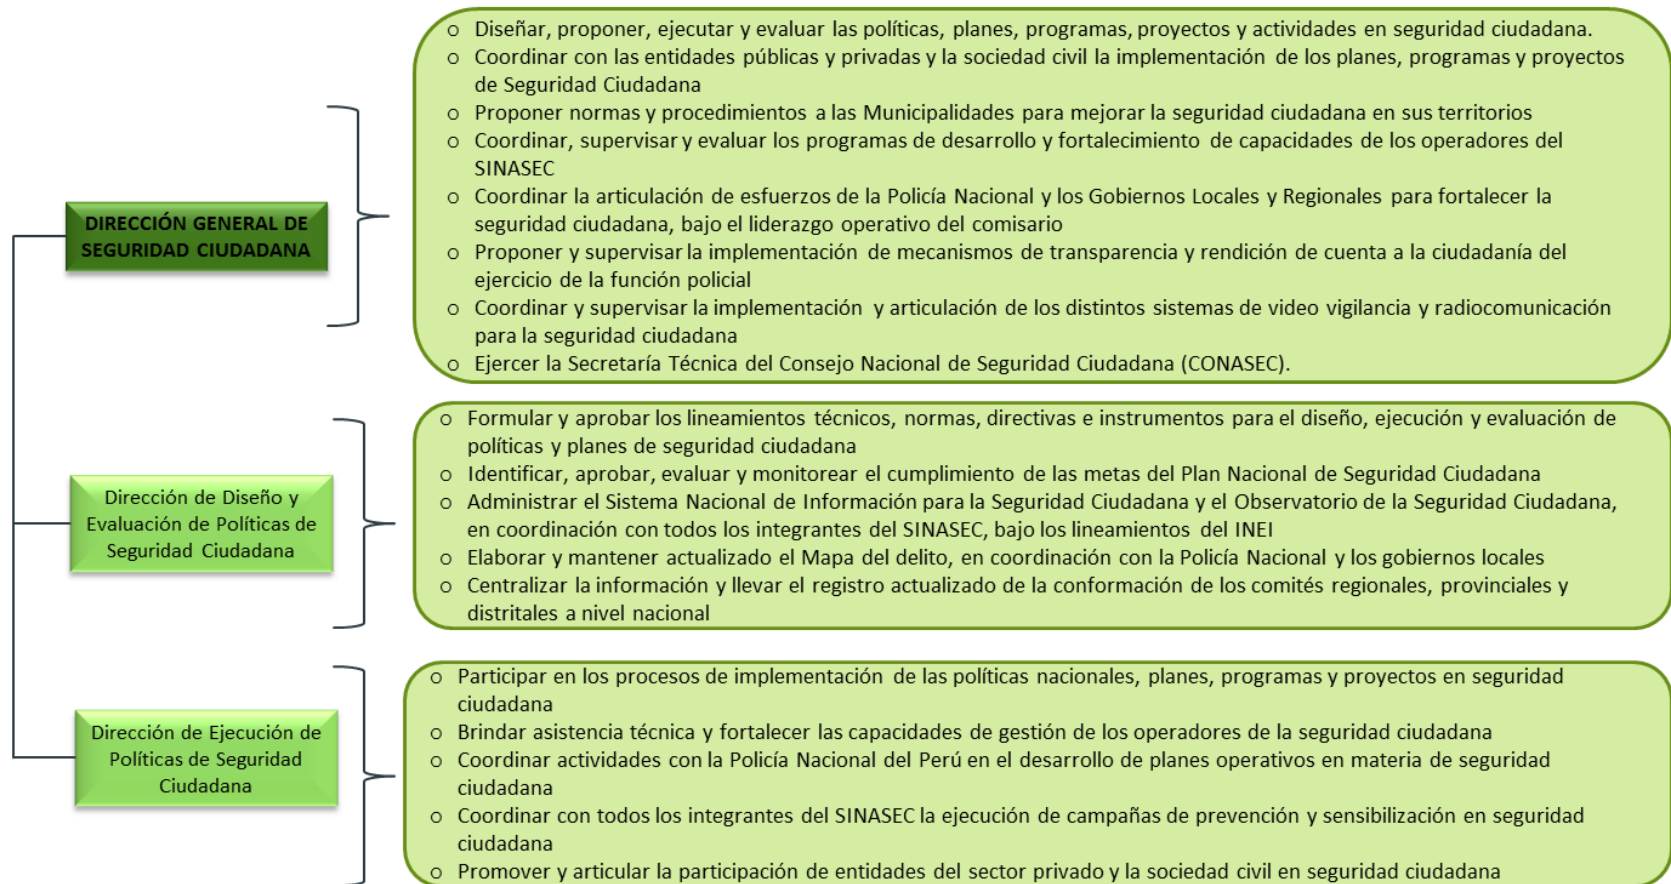 DIRECCIÓN GENERAL DE
SEGURIDAD CIUDADANA
o Diseñar, proponer, ejecutar y evaluar las políticas, planes, programas, proyectos y actividades en seguridad ciudadana.
o Coordinar con las entidades públicas y privadas y la sociedad civil la implementación de los planes, programas y proyectos
de Seguridad Ciudadana
o Proponer normas y procedimientos a las Municipalidades para mejorar la seguridad ciudadana en sus territorios
o Coordinar, supervisar y evaluar los programas de desarrollo y fortalecimiento de capacidades de los operadores del
SINASEC
o Coordinar la articulación de esfuerzos de la Policía Nacional y los Gobiernos Locales y Regionales para fortalecer la
seguridad ciudadana, bajo el liderazgo operativo del comisario
o Proponer y supervisar la implementación de mecanismos de transparencia y rendición de cuenta a la ciudadanía del
ejercicio de la función policial
o Coordinar y supervisar la implementación y articulación de los distintos sistemas de video vigilancia y radiocomunicación
para la seguridad ciudadana
o Ejercer la Secretaría Técnica del Consejo Nacional de Seguridad Ciudadana (CONASEC).
Dirección de Diseño y
Evaluación de Políticas de
Seguridad Ciudadana
o Formular y aprobar los lineamientos técnicos, normas, directivas e instrumentos para el diseño, ejecución y evaluación de
políticas y planes de seguridad ciudadana
o Identificar, aprobar, evaluar y monitorear el cumplimiento de las metas del Plan Nacional de Seguridad Ciudadana
o Administrar el Sistema Nacional de Información para la Seguridad Ciudadana y el Observatorio de la Seguridad Ciudadana,
en coordinación con todos los integrantes del SINASEC, bajo los lineamientos del INEI
o Elaborar y mantener actualizado el Mapa del delito, en coordinación con la Policía Nacional y los gobiernos locales
o Centralizar la información y llevar el registro actualizado de la conformación de los comités regionales, provinciales y
distritales a nivel nacional
Dirección de Ejecución de
Políticas de Seguridad
Ciudadana
o Participar en los procesos de implementación de las políticas nacionales, planes, programas y proyectos en seguridad
ciudadana
o Brindar asistencia técnica y fortalecer las capacidades de gestión de los operadores de la seguridad ciudadana
o Coordinar actividades con la Policía Nacional del Perú en el desarrollo de planes operativos en materia de seguridad
ciudadana
o Coordinar con todos los integrantes del SINASEC la ejecución de campañas de prevención y sensibilización en seguridad
ciudadana
o Promover y articular la participación de entidades del sector privado y la sociedad civil en seguridad ciudadana